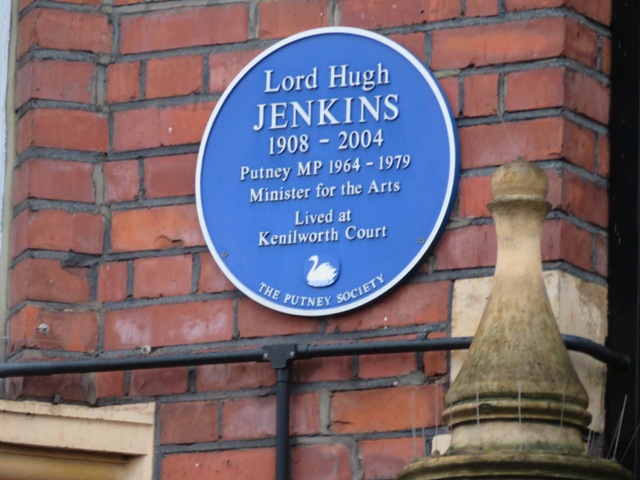 Lord Hugh
JENKINS
1908 - 2004
Putney MP 1964 - 1979
Minister for the Arts
Lived at
Kenilworth Court
THE PUTNEY SOCIETY